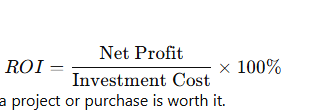 ROI = Net Profit / Investment Cost × 100%
a project or purchase is worth it.